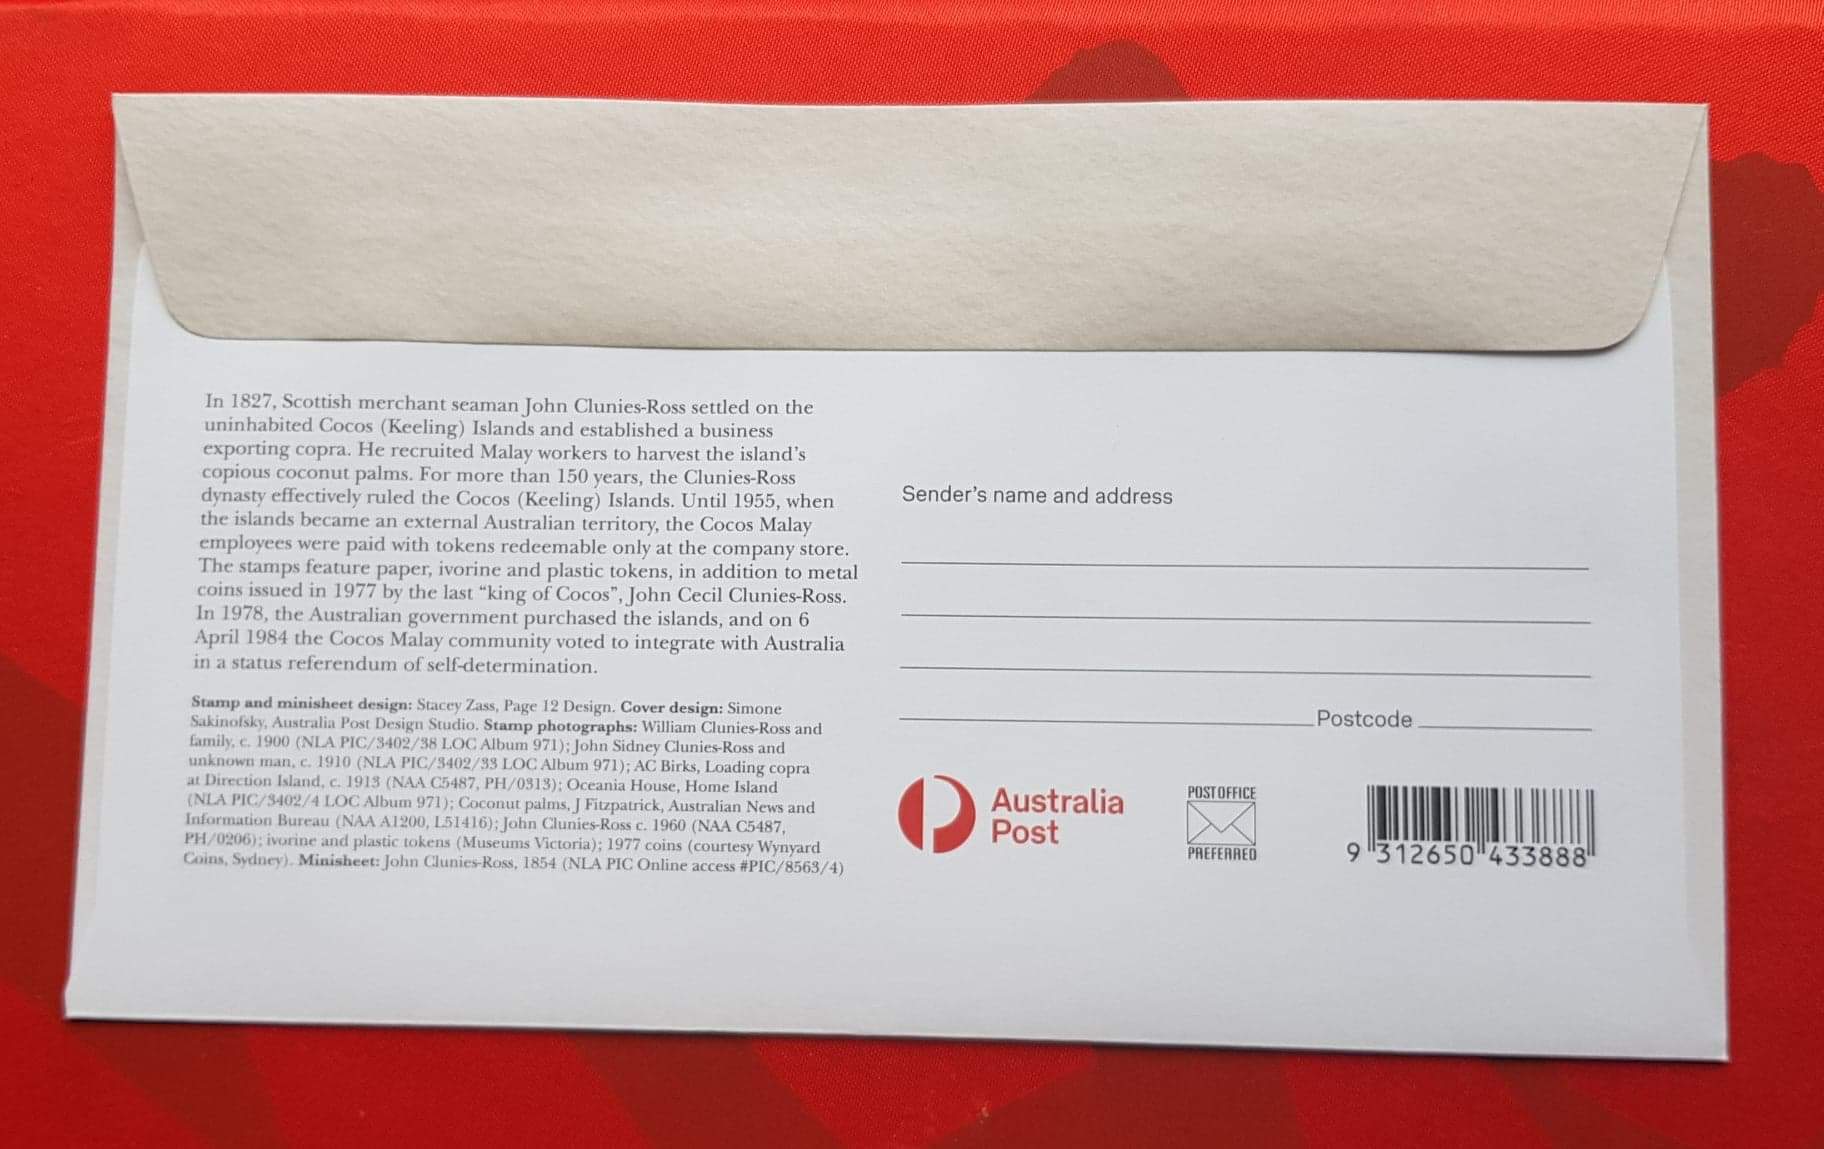 In 1827, Scottish merchant seaman John Clunies-Ross settled on the
uninhabited Cocos (Keeling) Islands and established a business
exporting copra. He recruited Malay workers to harvest the island’s
copious coconut palms. For more than 150 years, the Clunies-Ross
dynasty effectively ruled the Cocos (Keeling) Islands. Until 1955, when
the islands became an external Australian territory, the Cocos Malay
employees were paid with tokens redeemable only at the company store.
The stamps feature paper, ivorine and plastic tokens, in addition to metal
coins issued in 1977 by the last “king of Cocos”, John Cecil Clunies-Ross.
In 1978, the Australian government purchased the islands, and on 6
April 1984 the Cocos Malay community voted to integrate with Australia
in a status referendum of self-determination.
Stamp and minisheet design: Stacey Zass, Page 12 Design. Cover design: Simone
Sakinofsky, Australia Post Design Studio. Stamp photographs: William Clunies-Ross and
family, c. 1900 (NLA PIC/3402/38 LOC Album 971); John Sidney Clunies-Ross and
unknown man, c. 1910 (NLA PIC/3402/33 LOC Album 971); AC Birks, Loading copra
at Direction Island, c. 1913 (NAA C5487, PH/0313); Oceania House, Home Island
(NLA PIC/3402/4 LOC Album 971); Coconut palms, J Fitzpatrick, Australian News and
Information Bureau (NAA A1200, L51416); John Clunies-Ross c. 1960 (NAA C5487,
PH/0206); ivorine and plastic tokens (Museums Victoria); 1977 coins (courtesy Wynyard
Coins, Sydney). Minisheet: John Clunies-Ross, 1854 (NLA PIC Online access #PIC/8563/4)
Sender’s name and address
Postcode
Australia
Post
POST OFFICE
PREFERRED
9 312650 433888